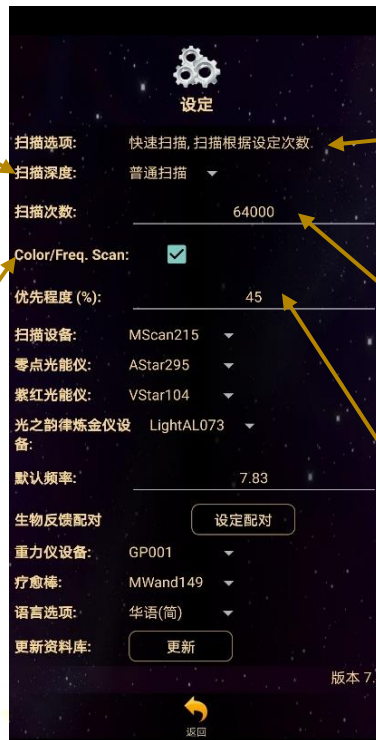 设定
扫描选项: 快速扫描, 扫描根据设定次数.
扫描深度: 普通扫描
扫描次数: 64000
Color/Freq. Scan:
优先程度 (%): 45
扫描设备: MScan215
零点光能仪: AStar295
紫红光能仪: VStar104
光之韵律炼金仪设 LightAL073
备:
默认频率: 7.83
生物反馈配对 设定配对
重力仪设备: GP001
疗愈棒: MWand149
语言选项: 华语(简)
更新资料库: 更新
版本 7.
返回